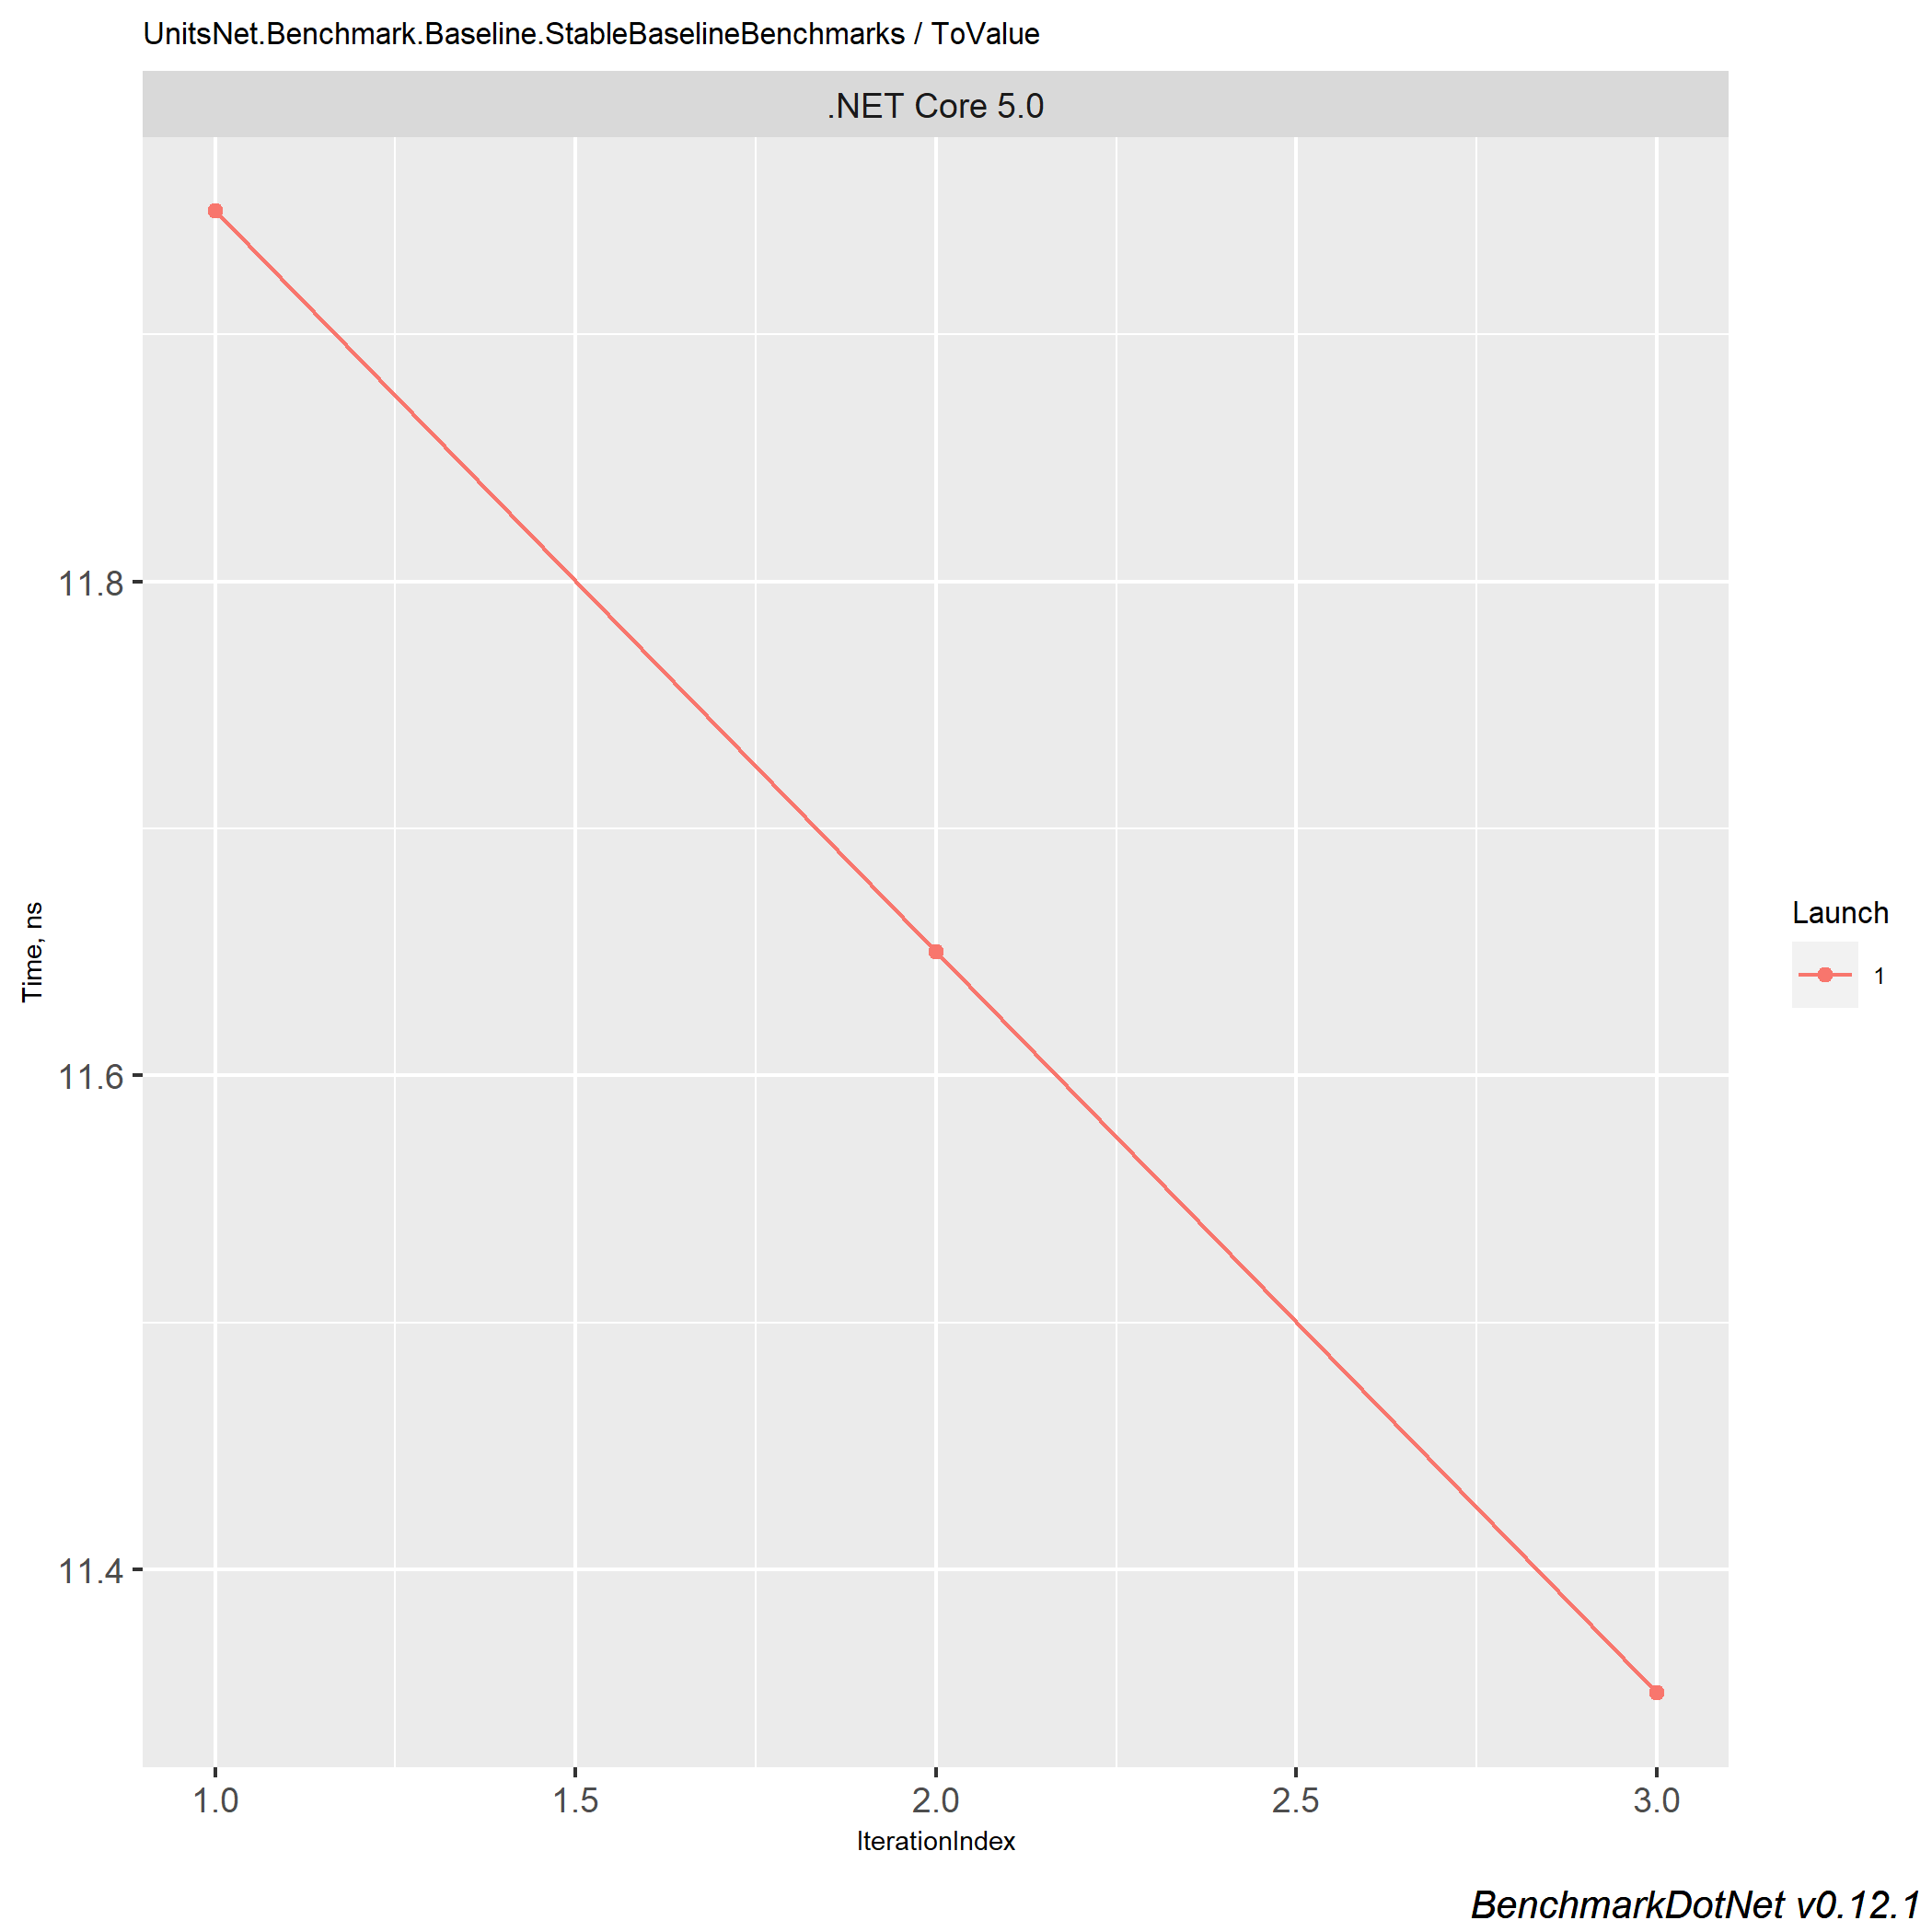 UnitsNet.Benchmark.Baseline.StableBaselineBenchmarks / ToValue
.NET Core 5.0
11.8
11.6
11.4
Time, ns
1.0 1.5 2.0 2.5 3.0
IterationIndex
Launch
1
BenchmarkDotNet v0.12.1